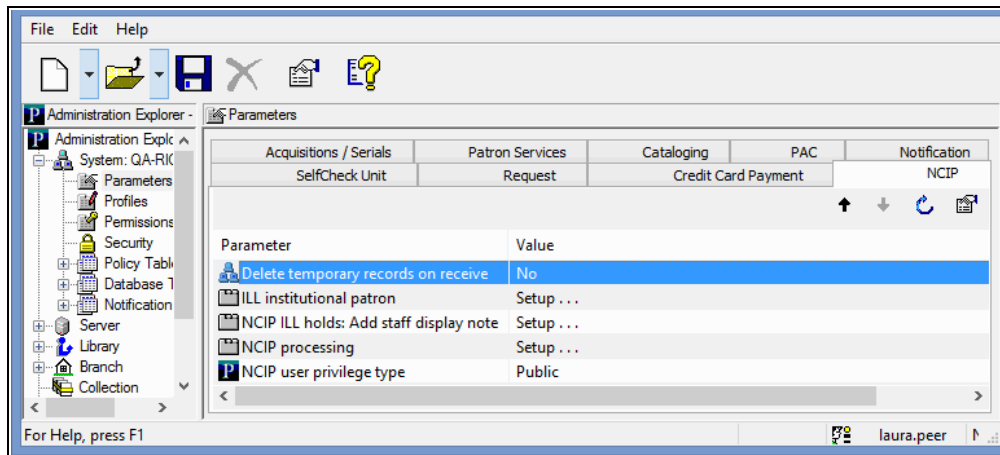 File Edit Help
Administration Explorer -
Parameters
Administration Explc
System: QA-RIC
Parameters
Profiles
Permissions
Security
Policy Tabl
Database T
Notification
Server
Library
Branch
Collection
Acquisitions / Serials Patron Services Cataloging PAC Notification
SelfCheck Unit Request Credit Card Payment NCIP
Parameter Value
Delete temporary records on receive No
ILL institutional patron Setup . . .
NCIP ILL holds: Add staff display note Setup . . .
NCIP processing Setup . . .
NCIP user privilege type Public
For Help, press F1 laura.peer